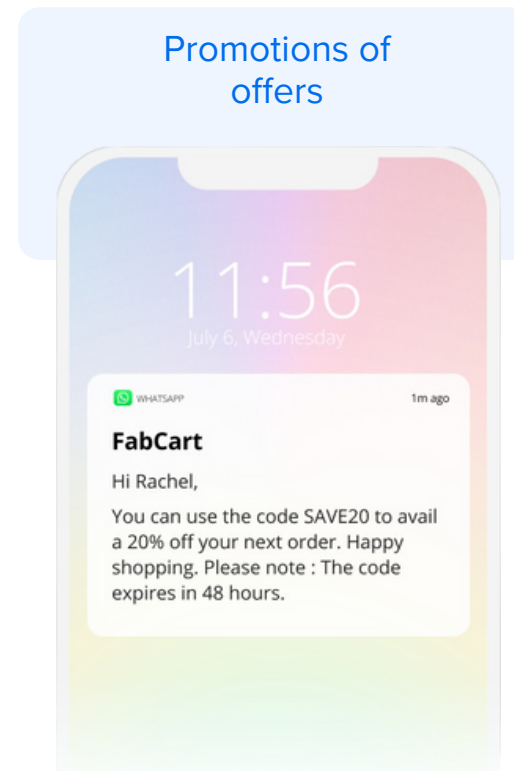 Promotions of
offers
11:56
July 6, Wednesday
WHATSAPP 1m ago
FabCart
Hi Rachel,
You can use the code SAVE20 to avail
a 20% off your next order. Happy
shopping. Please note : The code
expires in 48 hours.